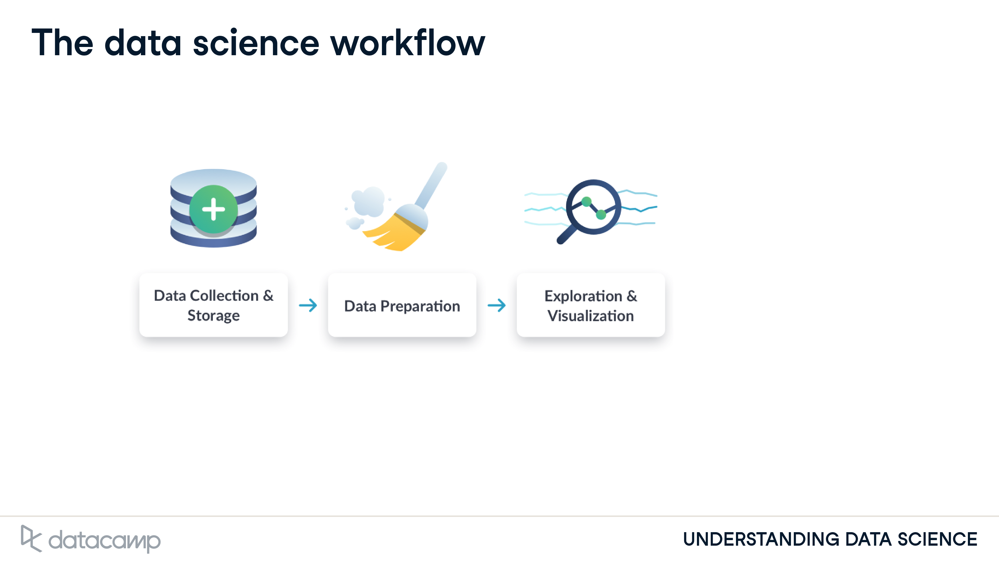 The data science workflow
Data Collection &
Storage
Data Preparation
Exploration &
Visualization
datacamp
UNDERSTANDING DATA SCIENCE